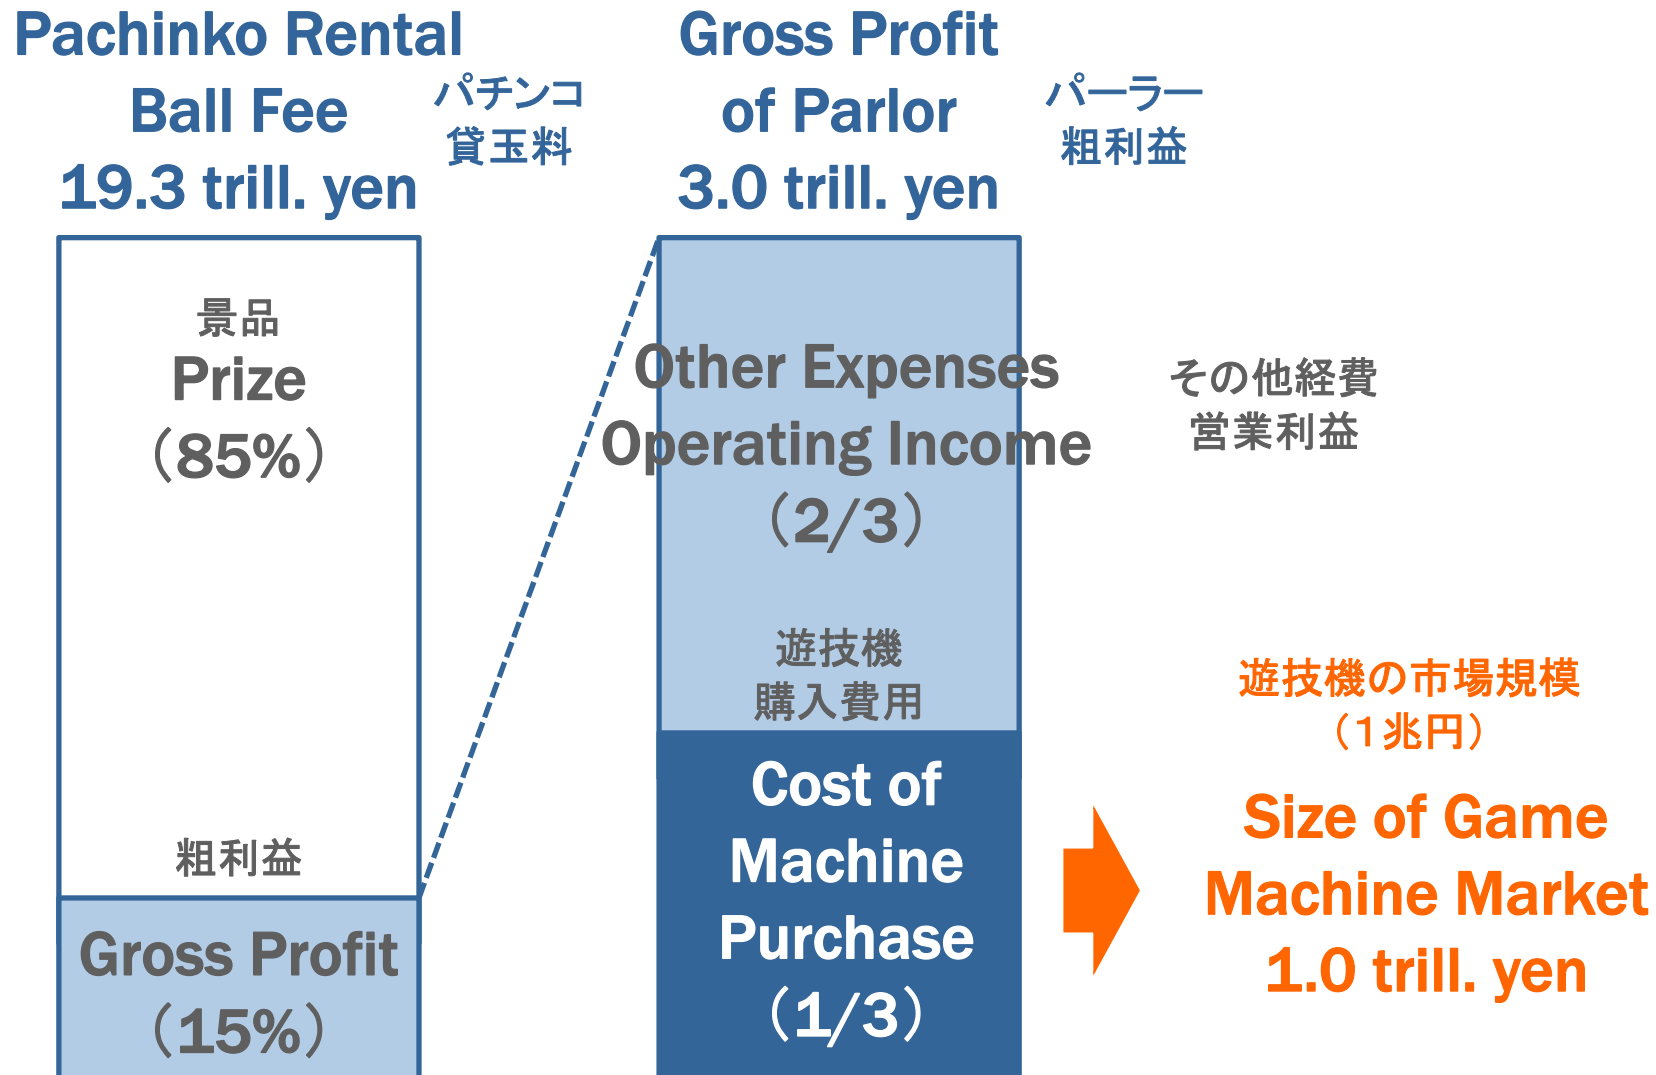 Pachinko Rental
Ball Fee
19.3 trill. yen
パチンコ
貸玉料
Gross Profit
of Parlor
3.0 trill. yen
パーラー
粗利益
景品
Prize
（85%）
粗利益
Gross Profit
（15%）
Other Expenses
Operating Income
（2/3）
その他経費
営業利益
遊技機
購入費用
Cost of
Machine
Purchase
（1/3）
遊技機の市場規模
（１兆円）
Size of Game
Machine Market
1.0 trill. yen